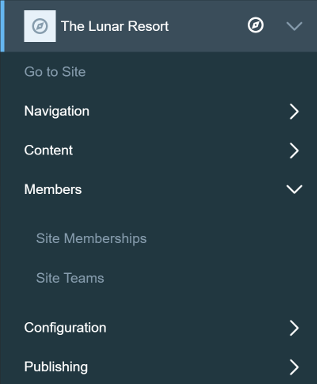 The Lunar Resort
Go to Site
Navigation
Content
Members
Site Memberships
Site Teams
Configuration
Publishing